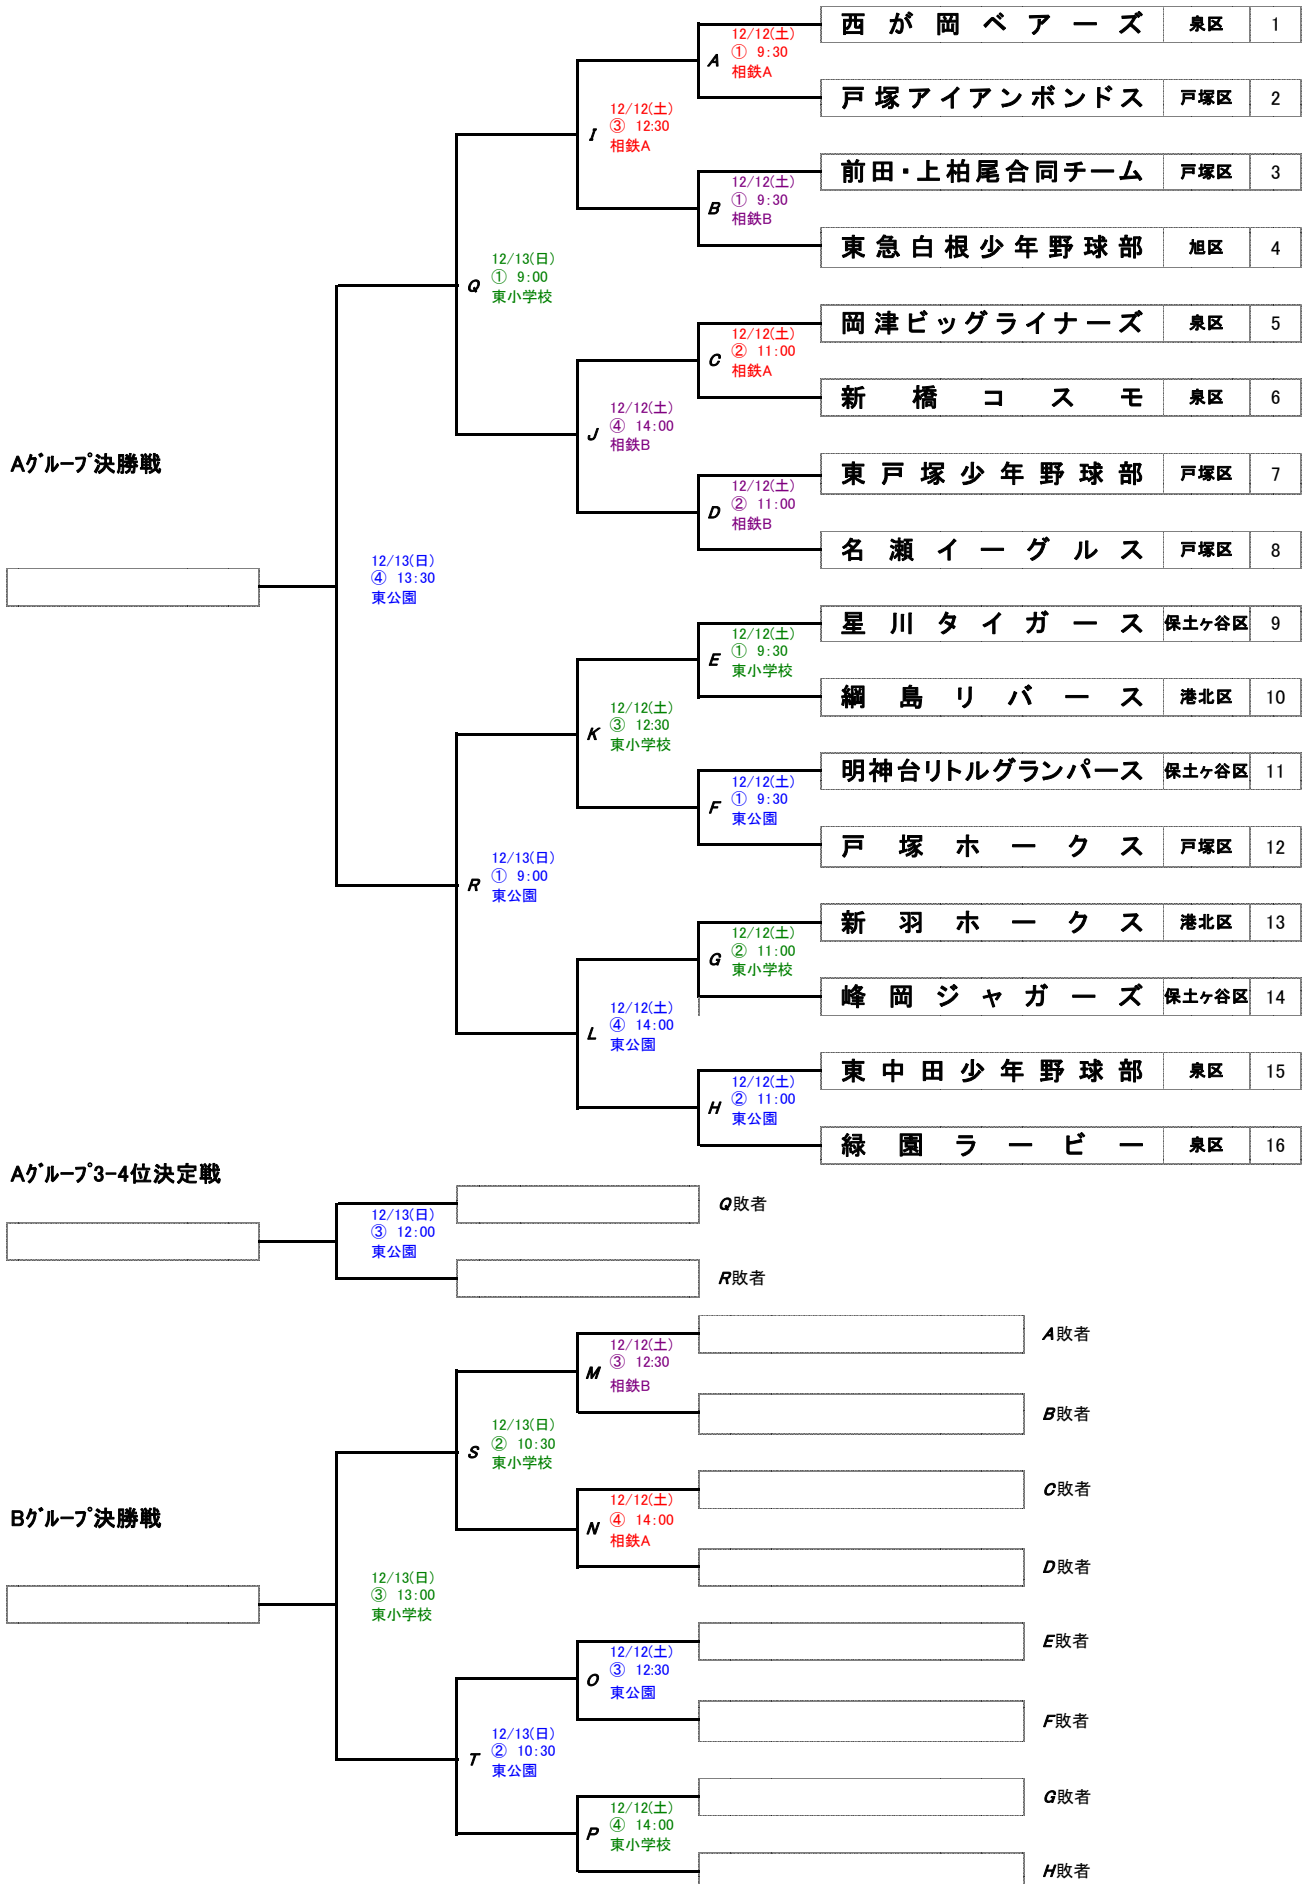 西が岡ベアーズ 泉区 1
12/12(土)
① 9:30
相鉄A
A
戸塚アイアンボンドス 戸塚区 2
12/12(土)
③ 12:30
相鉄A
I
前田・上柏尾合同チーム 戸塚区 3
12/12(土)
① 9:30
相鉄B
B
東急白根少年野球部 旭区 4
12/13(日)
① 9:00
東小学校
Q
岡津ビッグライナーズ 泉区 5
12/12(土)
② 11:00
相鉄A
C
新橋コスモ 泉区 6
12/12(土)
④ 14:00
相鉄B
J
Aグループ決勝戦
東戸塚少年野球部 戸塚区 7
12/12(土)
② 11:00
相鉄B
D
名瀬イーグルス 戸塚区 8
12/13(日)
④ 13:30
東公園
星川タイガース 保土ヶ谷区 9
12/12(土)
① 9:30
東小学校
E
綱島リバース 港北区 10
12/12(土)
③ 12:30
東小学校
K
明神台リトルグランパース 保土ヶ谷区 11
12/12(土)
① 9:30
東公園
F
戸塚ホークス 戸塚区 12
12/13(日)
① 9:00
東公園
R
新羽ホークス 港北区 13
12/12(土)
② 11:00
東小学校
G
峰岡ジャガーズ 保土ヶ谷区 14
12/12(土)
④ 14:00
東公園
L
東中田少年野球部 泉区 15
12/12(土)
② 11:00
東公園
H
緑園ラービー 泉区 16
Aグループ3-4位決定戦
Q敗者
12/13(日)
③ 12:00
東公園
R敗者
A敗者
12/12(土)
③ 12:30
相鉄B
M
B敗者
12/13(日)
② 10:30
東小学校
S
C敗者
12/12(土)
④ 14:00
相鉄A
N
Bグループ決勝戦
D敗者
12/13(日)
③ 13:00
東小学校
E敗者
12/12(土)
③ 12:30
東公園
O
F敗者
12/13(日)
② 10:30
東公園
T
G敗者
12/12(土)
④ 14:00
東小学校
P
H敗者